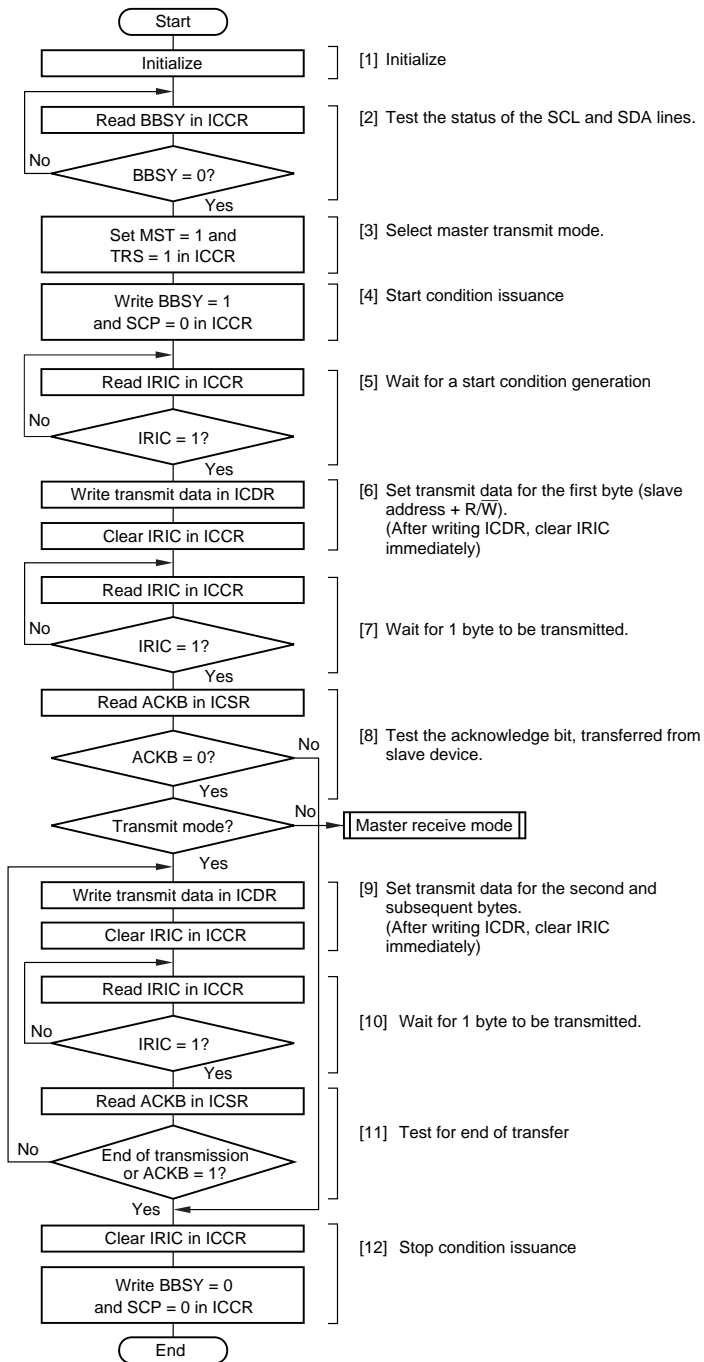 Start
Initialize
[1] Initialize
Read BBSY in ICCR
[2] Test the status of the SCL and SDA lines.
No
BBSY = 0?
Yes
Set MST = 1 and
TRS = 1 in ICCR
[3] Select master transmit mode.
Write BBSY = 1
and SCP = 0 in ICCR
[4] Start condition issuance
Read IRIC in ICCR
[5] Wait for a start condition generation
No
IRIC = 1?
Yes
Write transmit data in ICDR
[6] Set transmit data for the first byte (slave
address + R/W̅).
(After writing ICDR, clear IRIC
immediately)
Clear IRIC in ICCR
Read IRIC in ICCR
No
IRIC = 1?
[7] Wait for 1 byte to be transmitted.
Yes
Read ACKB in ICSR
[8] Test the acknowledge bit, transferred from
slave device.
No
ACKB = 0?
Yes
No
Transmit mode?
Master receive mode
Yes
Write transmit data in ICDR
[9] Set transmit data for the second and
subsequent bytes.
(After writing ICDR, clear IRIC
immediately)
Clear IRIC in ICCR
Read IRIC in ICCR
[10] Wait for 1 byte to be transmitted.
No
IRIC = 1?
Yes
Read ACKB in ICSR
[11] Test for end of transfer
No
End of transmission
or ACKB = 1?
Yes
Clear IRIC in ICCR
[12] Stop condition issuance
Write BBSY = 0
and SCP = 0 in ICCR
End